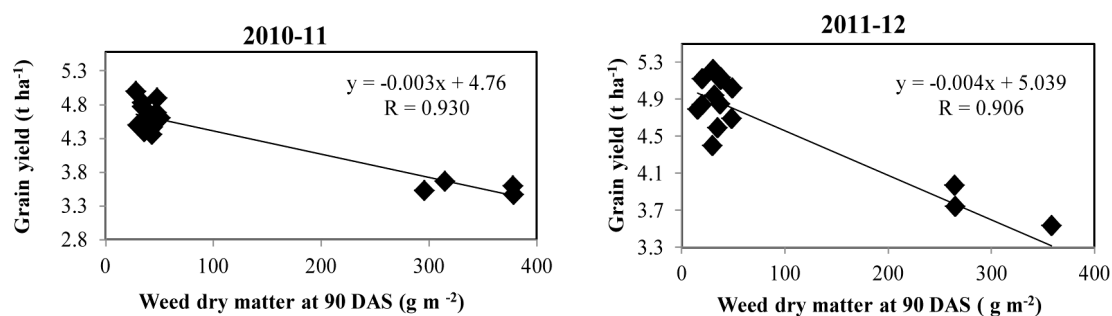 2010-11
Grain yield (t ha-1)
5.3
4.8
4.3
3.8
3.3
2.8
y = -0.003x + 4.76
R = 0.930
0 100 200 300 400
Weed dry matter at 90 DAS (g m -2)
2011-12
Grain yield (t ha-1)
5.3
4.9
4.5
4.1
3.7
3.3
y = -0.004x + 5.039
R = 0.906
0 100 200 300 400
Weed dry matter at 90 DAS ( g m-2)